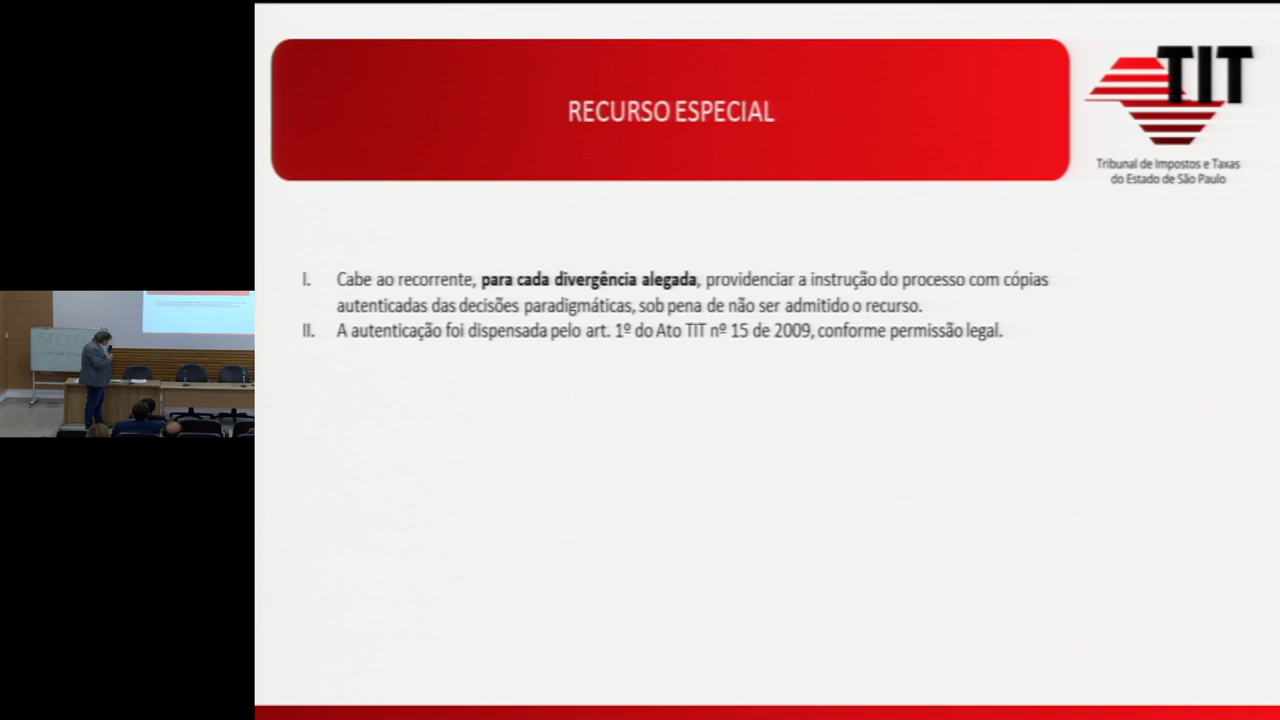 RECURSO ESPECIAL
TIT
Tribunal de Impostos e Taxas
do Estado de São Paulo
I. Cabe ao recorrente, para cada divergência alegada, providenciar a instrução do processo com cópias
autenticadas das decisões paradigmáticas, sob pena de não ser admitido o recurso.
II. A autenticação foi dispensada pelo art. 1º do Ato TIT nº 15 de 2009, conforme permissão legal.